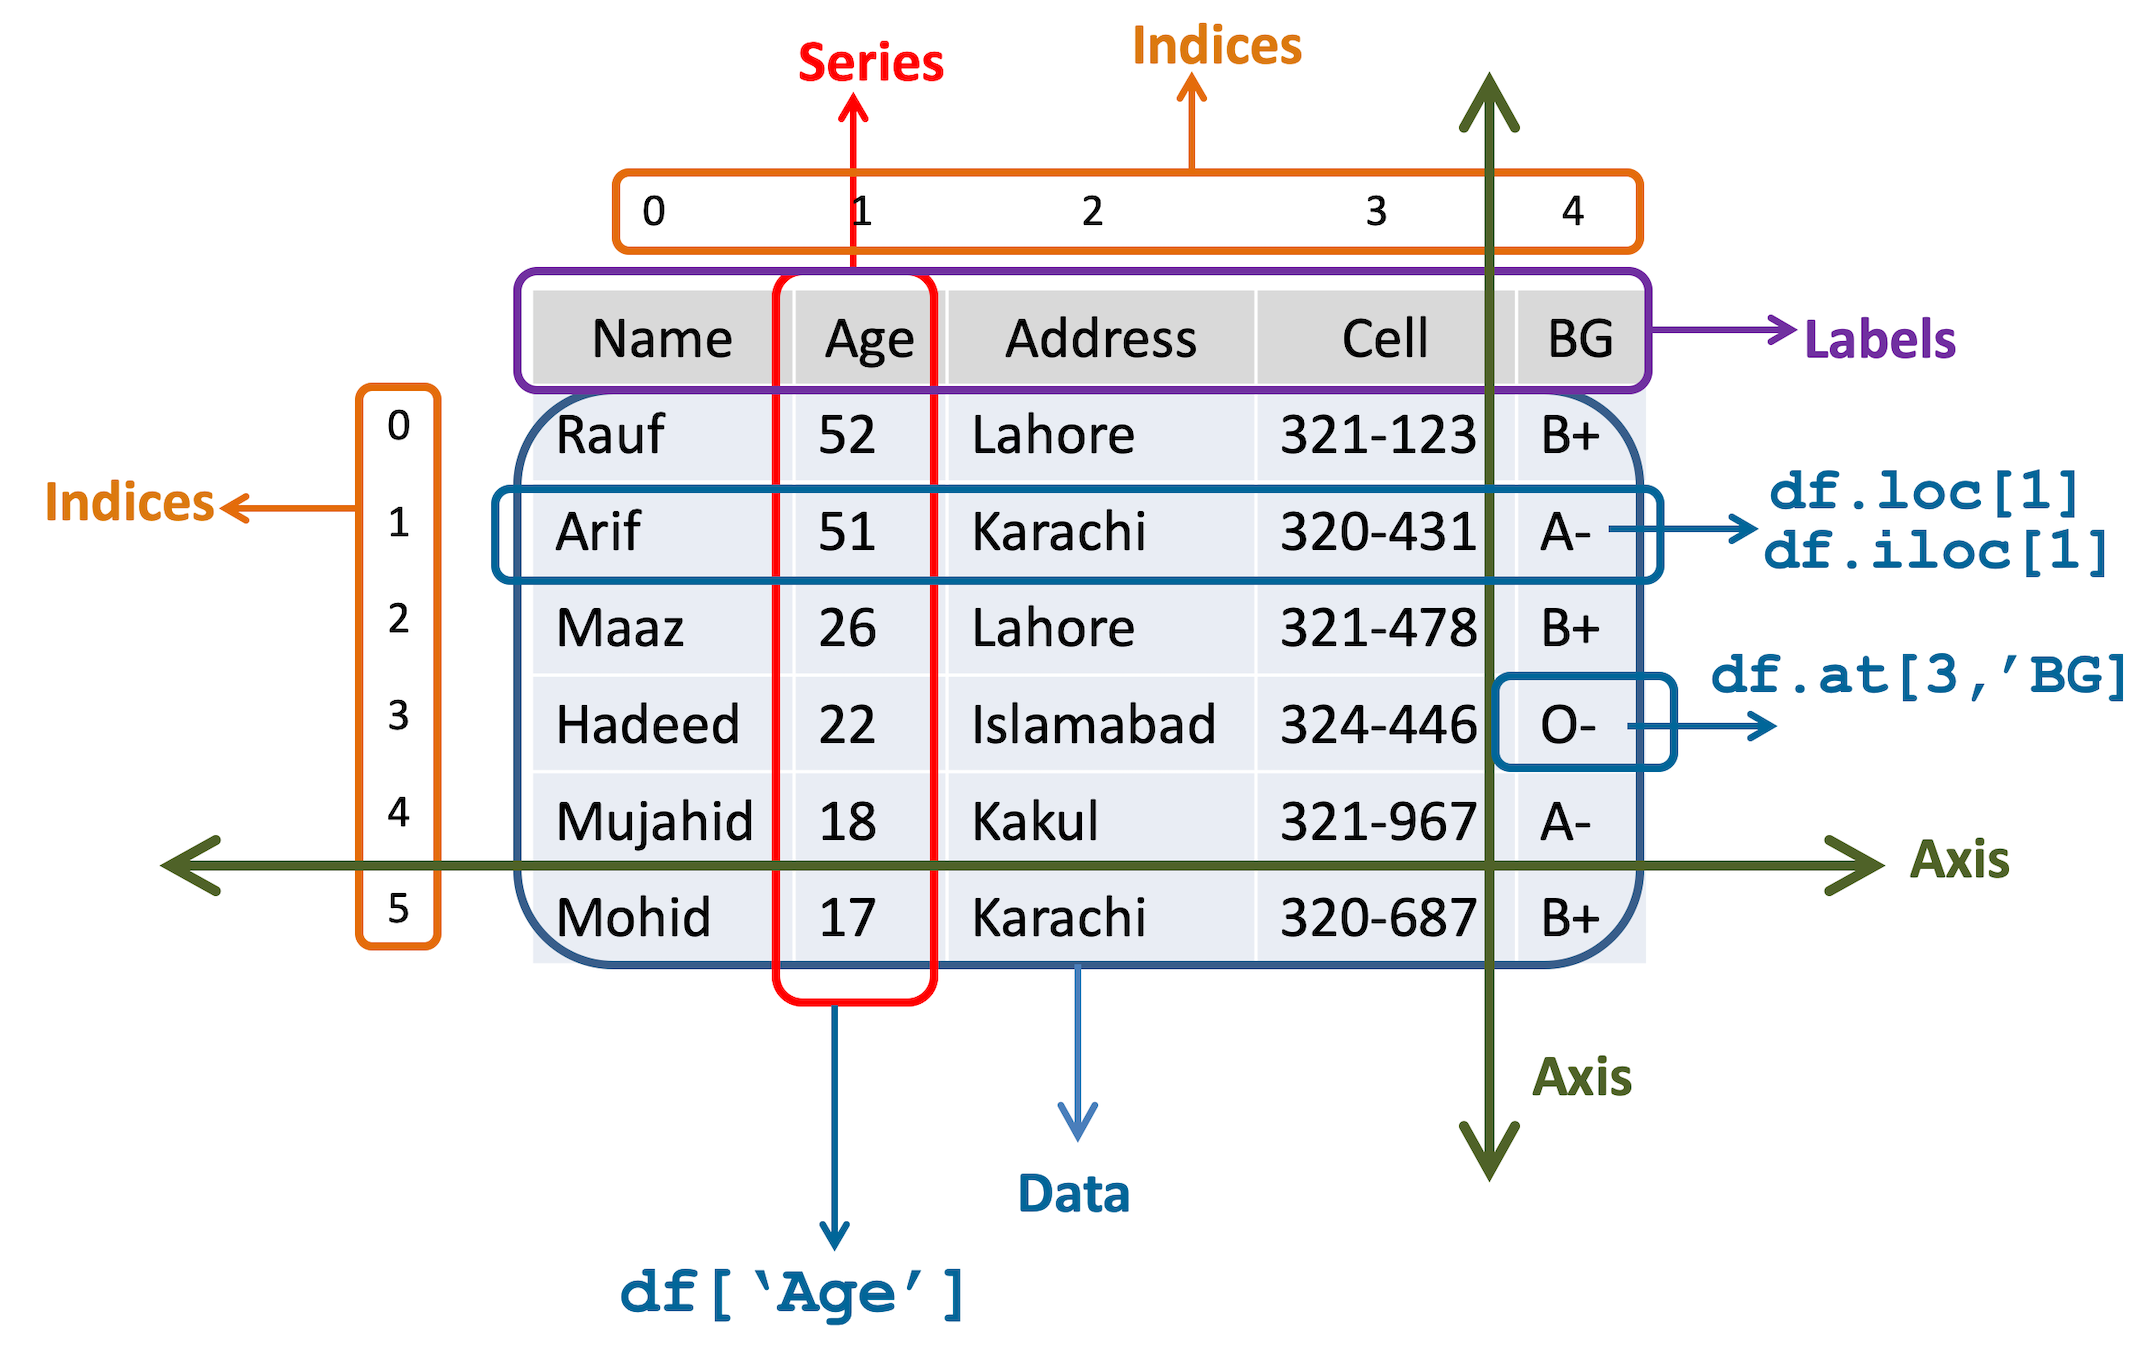 Series
Indices
0 1 2 3 4
Name Age Address Cell BG
Labels
Indices
0 Rauf 52 Lahore 321-123 B+
1 Arif 51 Karachi 320-431 A-
df.loc[1]
df.iloc[1]
2 Maaz 26 Lahore 321-478 B+
3 Hadeed 22 Islamabad 324-446 O-
df.at[3,’BG]
4 Mujahid 18 Kakul 321-967 A-
Axis
5 Mohid 17 Karachi 320-687 B+
Axis
Data
df[‘Age’]